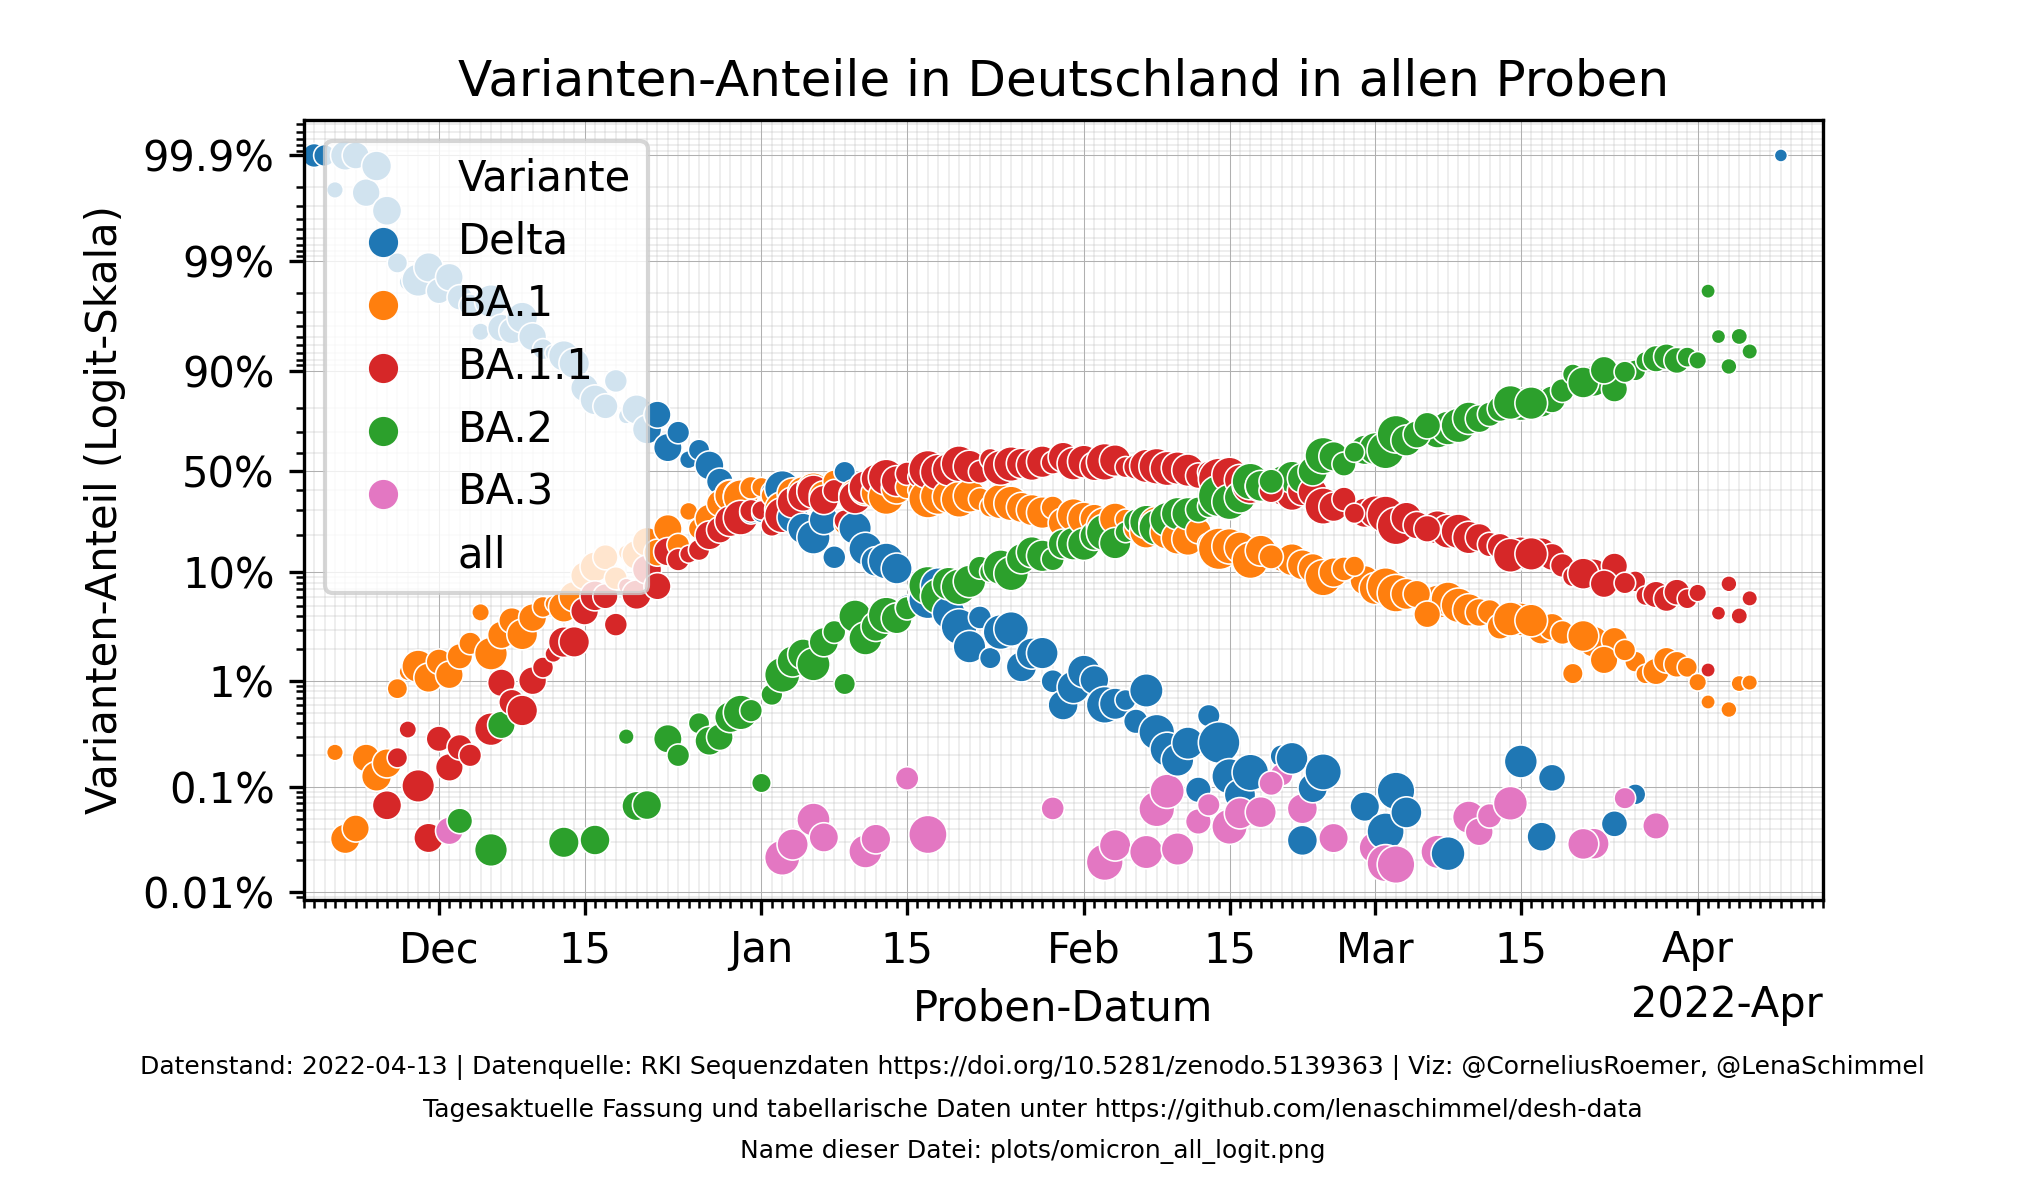 Varianten-Anteile in Deutschland in allen Proben
Varianten-Anteil (Logit-Skala)
99.9%
99%
90%
50%
10%
1%
0.1%
0.01%
Variante
Delta
BA.1
BA.1.1
BA.2
BA.3
all
Dec 15 Jan 15 Feb 15 Mar 15 Apr
Proben-Datum
2022-Apr
Datenstand: 2022-04-13 | Datenquelle: RKI Sequenzdaten https://doi.org/10.5281/zenodo.5139363 | Viz: @CorneliusRoemer, @LenaSchimmel
Tagesaktuelle Fassung und tabellarische Daten unter https://github.com/lenaschimmel/desh-data
Name dieser Datei: plots/omicron_all_logit.png